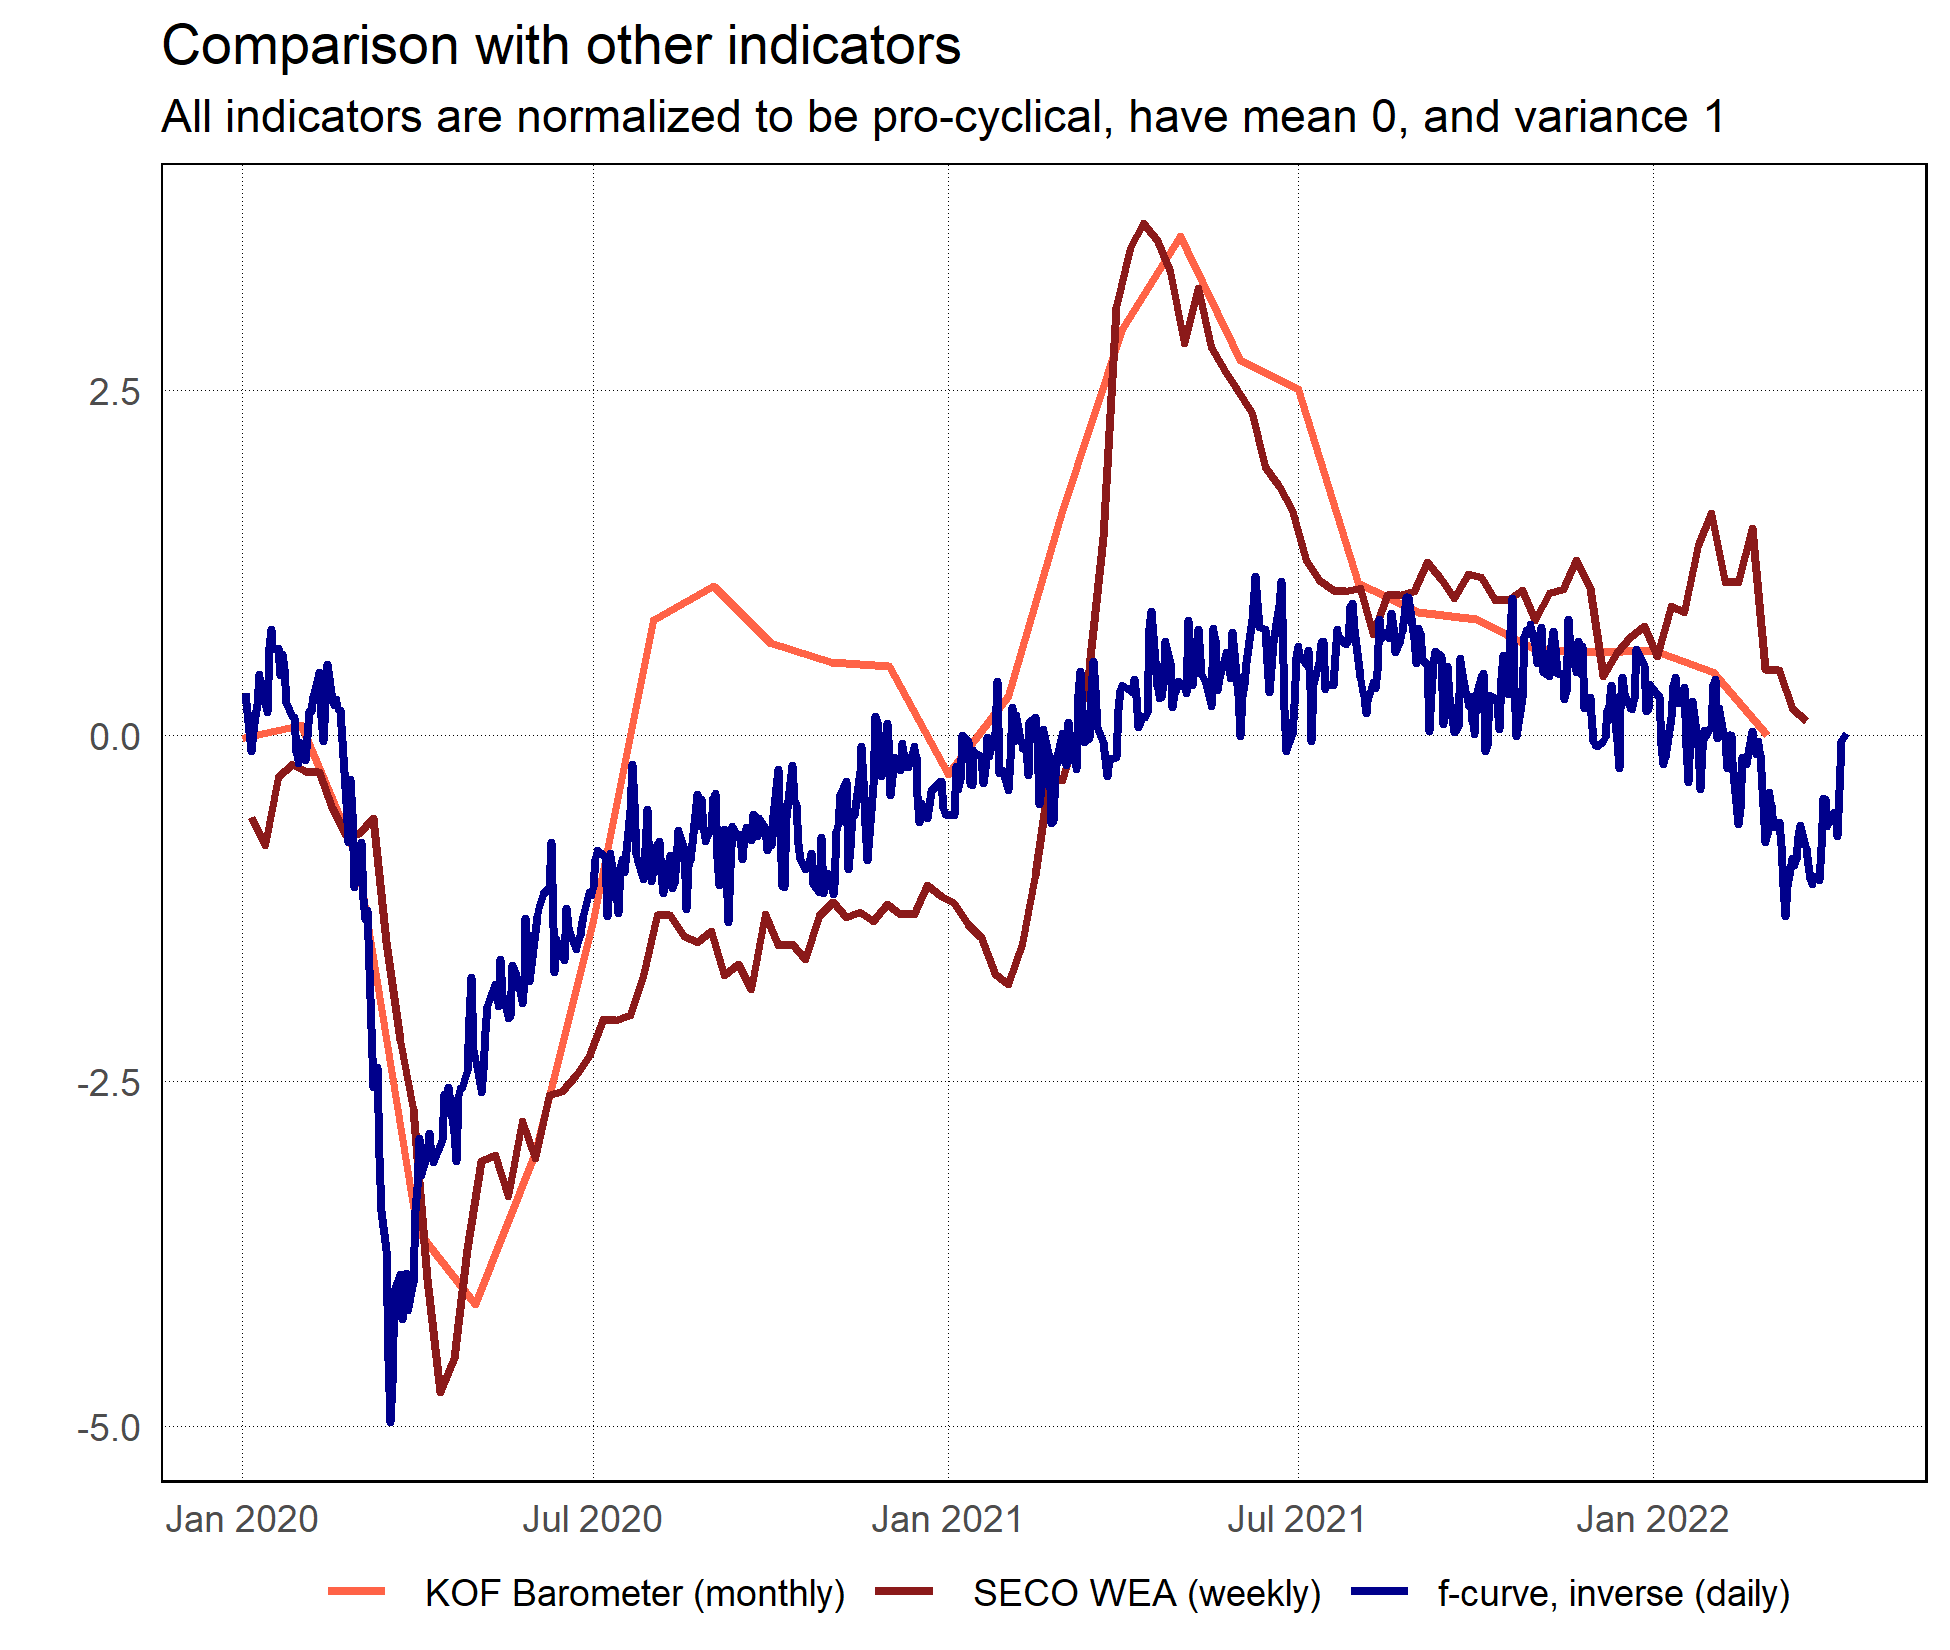 Comparison with other indicators
All indicators are normalized to be pro-cyclical, have mean 0, and variance 1
2.5
0.0
-2.5
-5.0
Jan 2020 Jul 2020 Jan 2021 Jul 2021 Jan 2022
KOF Barometer (monthly) SECO WEA (weekly) f-curve, inverse (daily)